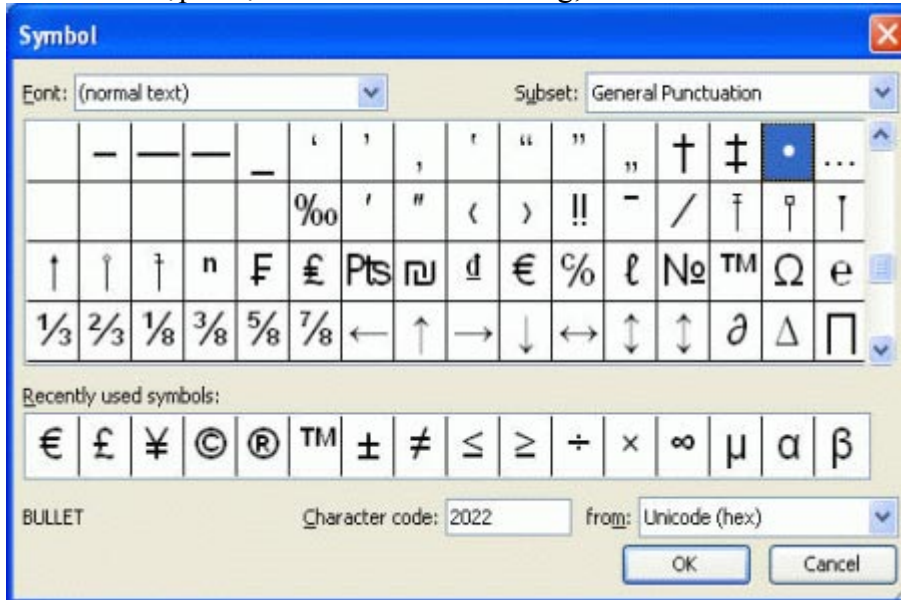 Symbol
Font: (normal text) Subset: General Punctuation
– — ― ‗ ‘ ’ ‚ ‛ “ ” „ † ‡ • …
‰ ′ ″ ‹ › ‼ ‾ ⁄
ⁿ ₣ ₤ ₧ ₪ ₫ € ℅ ℓ № ™ Ω ℮
⅓ ⅔ ⅛ ⅜ ⅝ ⅞ ← ↑ → ↓ ↔ ↕ ↨ ∂ ∆ ∏
Recently used symbols:
€ £ ¥ © ® ™ ± ≠ ≤ ≥ ÷ × ∞ µ α β
BULLET Character code: 2022 from: Unicode (hex)
OK Cancel